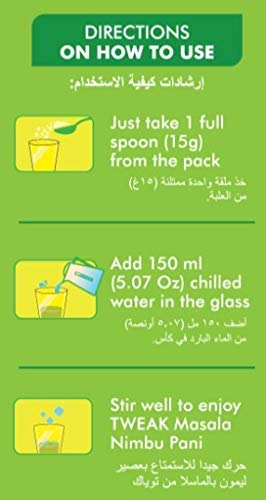 DIRECTIONS
ON HOW TO USE
إرشادات كيفية الاستخدام:
Just take 1 full
spoon (15g)
from the pack
خذ ملقة واحدة ممتلئة (١٥غ)
من العلبة.
Add 150 ml
(5.07 Oz) chilled
water in the glass
أضف ١٥٠ مل (٥,٠٧ أونصة)
من الماء البارد في كأس.
Stir well to enjoy
TWEAK Masala
Nimbu Pani
حرك جيدا للاستمتاع بعصير
ليمون بالماسلا من توياك